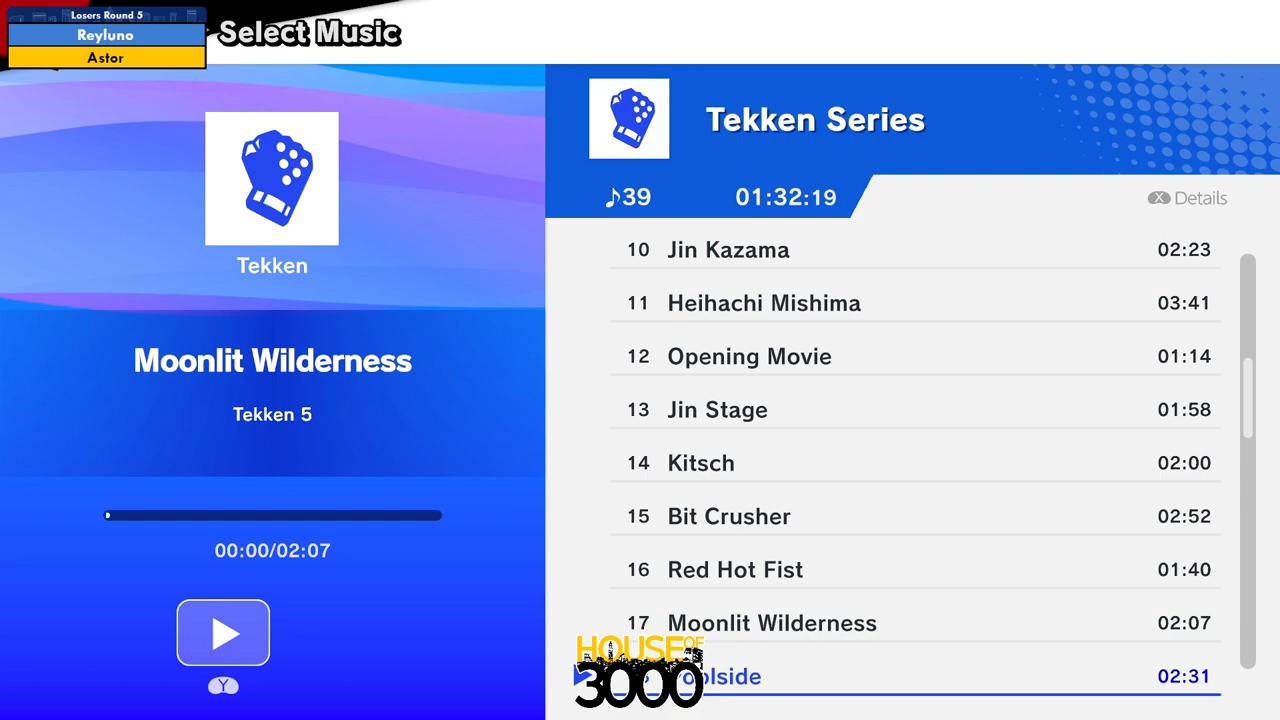 Losers Round 5
Reyluno
Astor
Select Music
Tekken
Moonlit Wilderness
Tekken 5
00:00/02:07
Y
Tekken Series
♪39 01:32:19
X Details
10 Jin Kazama 02:23
11 Heihachi Mishima 03:41
12 Opening Movie 01:14
13 Jin Stage 01:58
14 Kitsch 02:00
15 Bit Crusher 02:52
16 Red Hot Fist 01:40
17 Moonlit Wilderness 02:07
02:31
HOUSE OF
3000